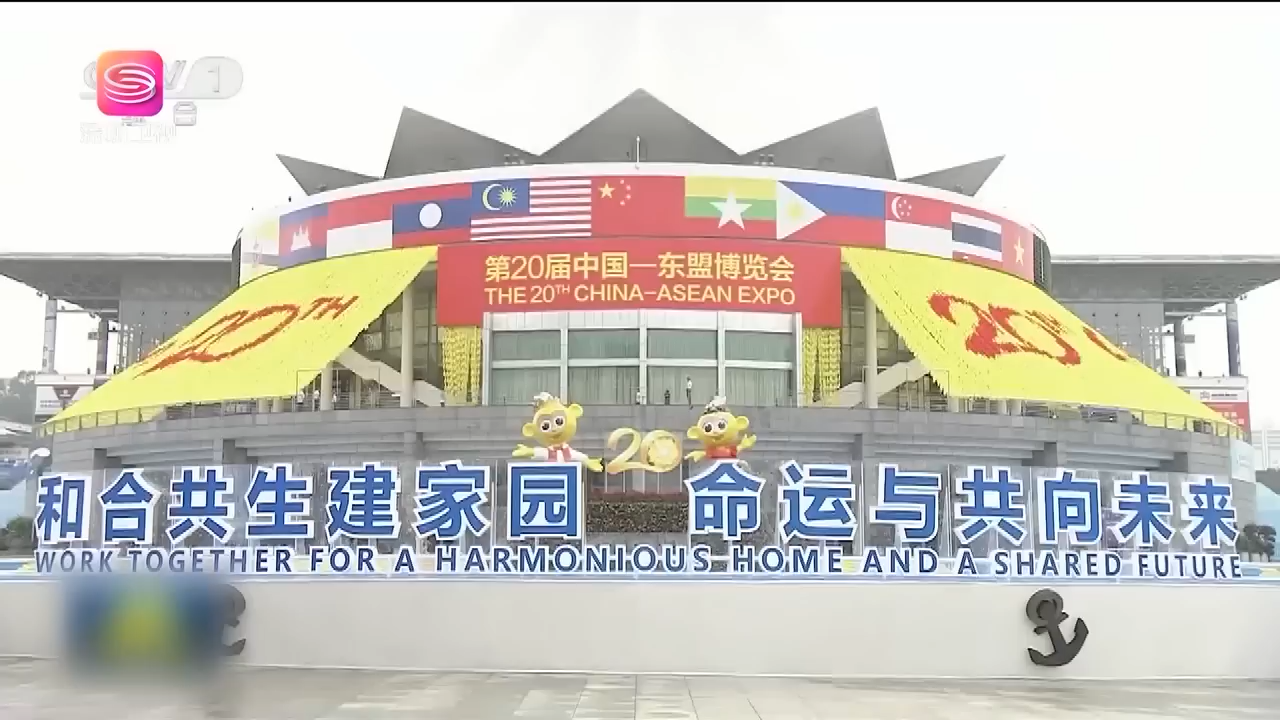 第20届中国—东盟博览会
THE 20TH CHINA-ASEAN EXPO
20TH
20
20
和合共生建家园 命运与共向未来
WORK TOGETHER FOR A HARMONIOUS HOME AND A SHARED FUTURE